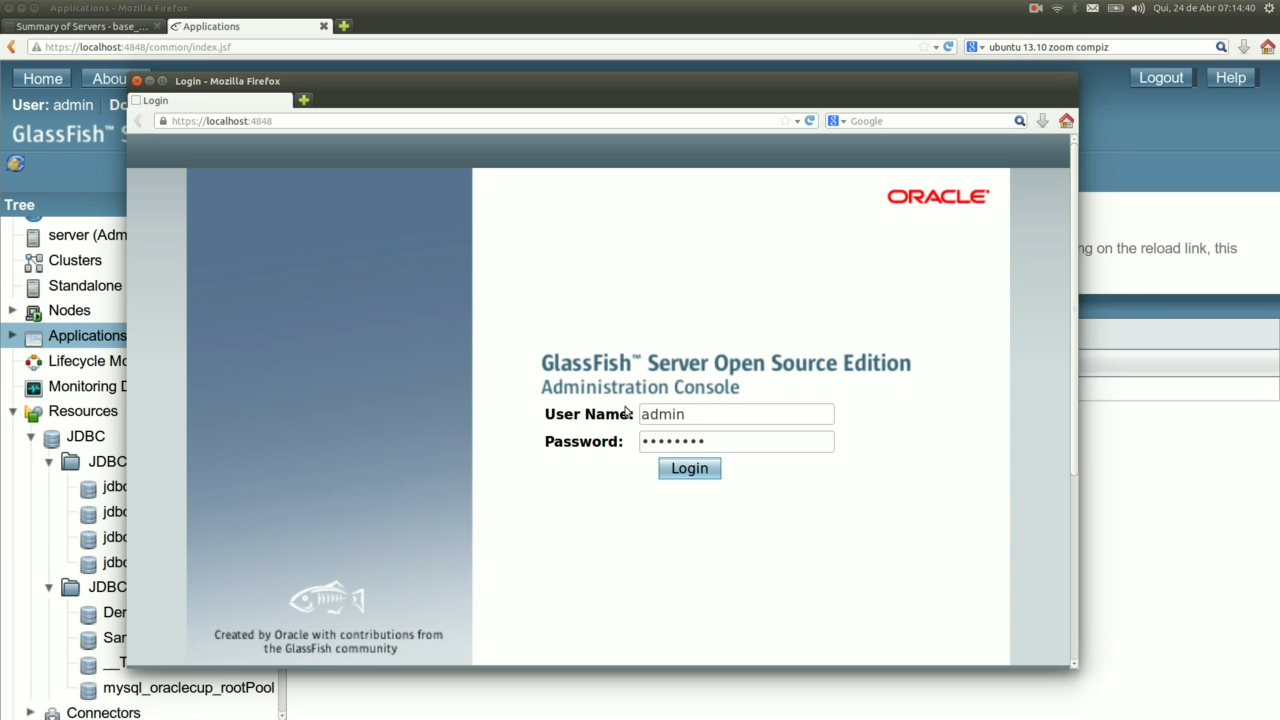 Applications - Mozilla Firefox
Qui, 24 de Abr 07:14:40
Summary of Servers - base_...
Applications
https://localhost:4848/common/index.jsf
ubuntu 13.10 zoom compiz
Home
Abou
Logout
Help
User: admin
Do
GlassFish™ S
Tree
server (Adm
Clusters
Standalone
Nodes
Applications
Lifecycle Mo
Monitoring D
Resources
JDBC
JDBC
jdbc
jdbc
jdbc
jdbc
JDBC
Der
Sar
__T
mysql_oraclecup_rootPool
Connectors
ng on the reload link, this
Login - Mozilla Firefox
Login
https://localhost:4848
Google
ORACLE
GlassFish™ Server Open Source Edition
Administration Console
User Name: admin
Password: ••••••••
Login
Created by Oracle with contributions from
the GlassFish community